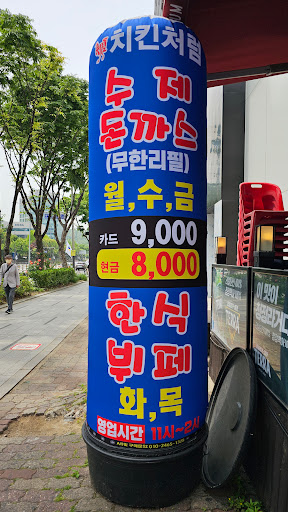 치킨처럼
수제
돈까스
(무한리필)
월,수,금
카드 9,000
현금 8,000
한식
뷔페
화,목
영업시간 11시~2시
TERRA